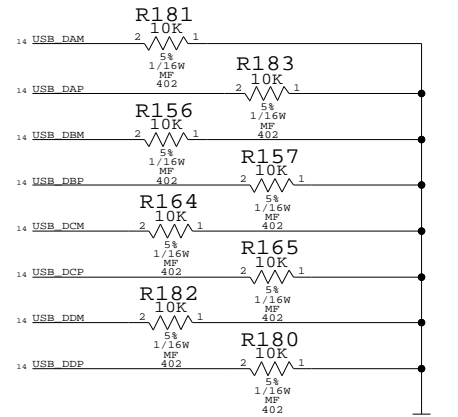 R181
10K
14 USB_DAM 2 1
5%
1/16W
MF
402
R183
10K
14 USB_DAP 2 1
5%
1/16W
MF
402
R156
10K
14 USB_DBM 2 1
5%
1/16W
MF
402
R157
10K
14 USB_DBP 2 1
5%
1/16W
MF
402
R164
10K
14 USB_DCM 2 1
5%
1/16W
MF
402
R165
10K
14 USB_DCP 2 1
5%
1/16W
MF
402
R182
10K
14 USB_DDM 2 1
5%
1/16W
MF
402
R180
10K
14 USB_DDP 2 1
5%
1/16W
MF
402